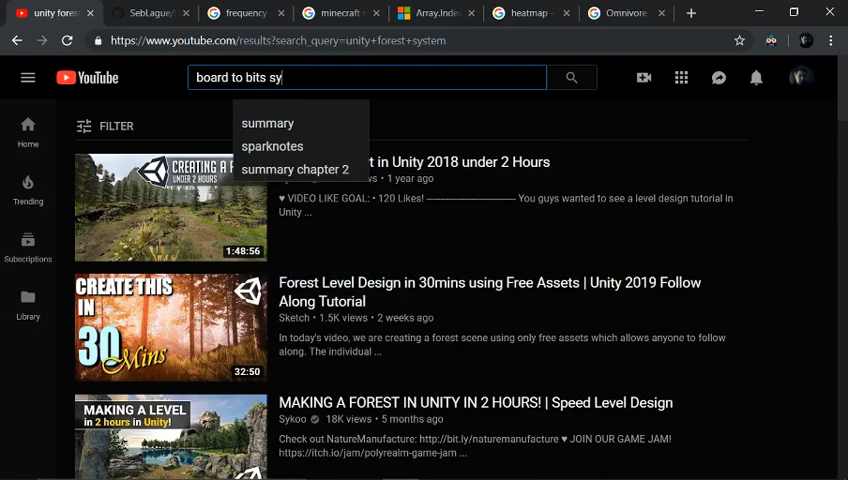 unity fores
SebLague/
frequency
minecraft m
Array.Index
heatmap -
Omnivore
https://www.youtube.com/results?search_query=unity+forest+system
YouTube
board to bits sy
summary
sparknotes
summary chapter 2
FILTER
Home
Trending
Subscriptions
Library
CREATING A F
UNDER 2 HOURS
1:48:56
t in Unity 2018 under 2 Hours
• 1 year ago
♥ VIDEO LIKE GOAL: • 120 Likes! You guys wanted to see a level design tutorial in
Unity ...
CREATE THIS
IN
30
Mins
32:50
Forest Level Design in 30mins using Free Assets | Unity 2019 Follow
Along Tutorial
Sketch • 1.5K views • 2 weeks ago
In today's video, we are creating a forest scene using only free assets which allows anyone to follow
along. The individual ...
MAKING A LEVEL
in 2 hours in Unity!
MAKING A FOREST IN UNITY IN 2 HOURS! | Speed Level Design
Sykoo 18K views • 5 months ago
Check out NatureManufacture: http://bit.ly/naturemanufacture ♥ JOIN OUR GAME JAM!
https://itch.io/jam/polyrealm-game-jam ...